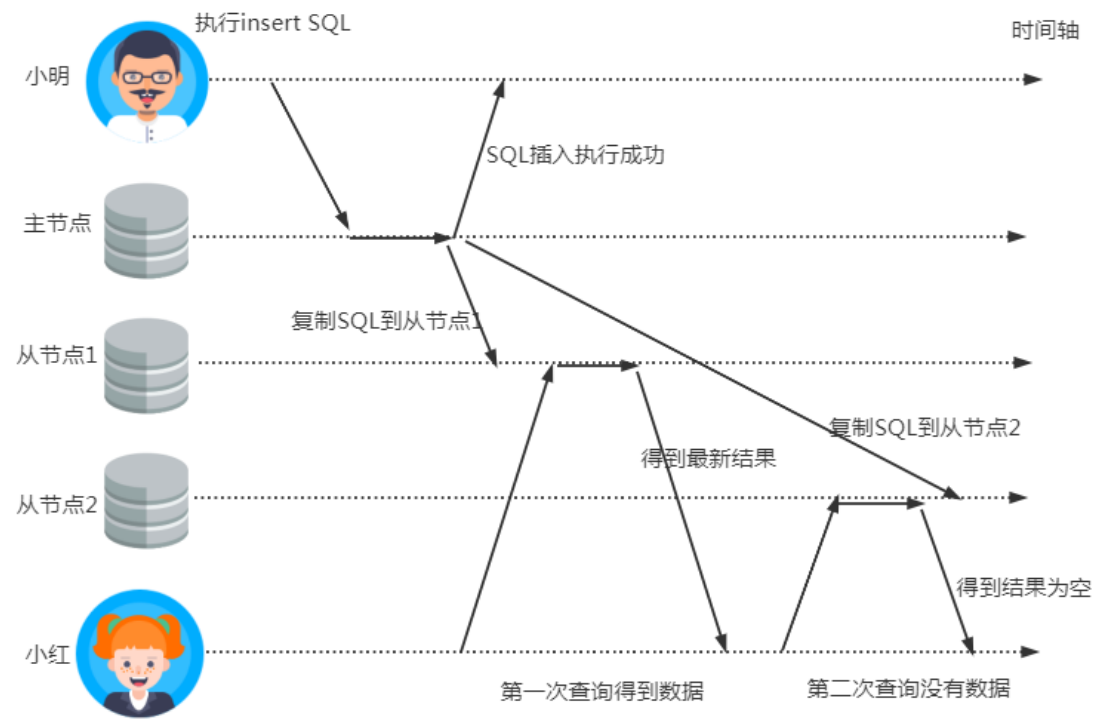 执行insert SQL
时间轴
小明
SQL插入执行成功
主节点
复制SQL到从节点1
从节点1
复制SQL到从节点2
得到最新结果
从节点2
得到结果为空
小红
第一次查询得到数据
第二次查询没有数据